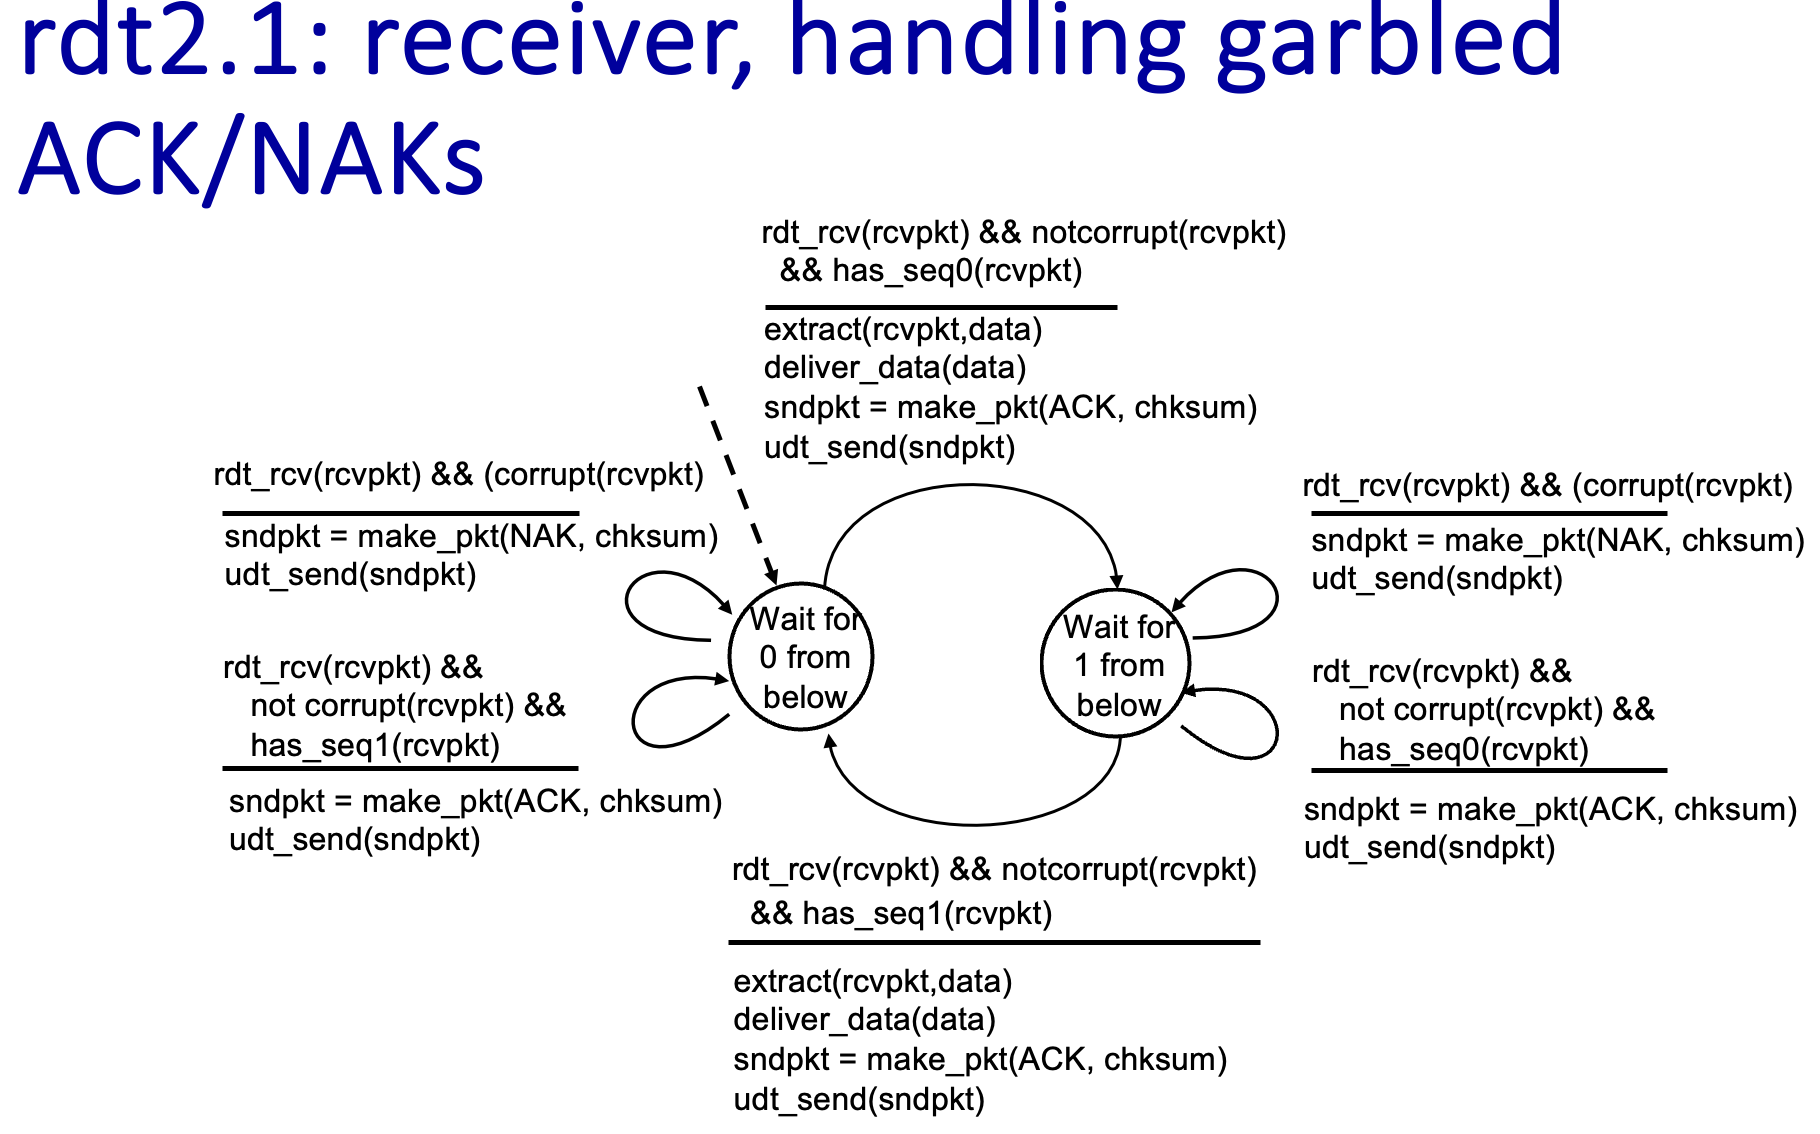 rdt2.1: receiver, handling garbled
ACK/NAKs
rdt_rcv(rcvpkt) && notcorrupt(rcvpkt)
&& has_seq0(rcvpkt)
extract(rcvpkt,data)
deliver_data(data)
sndpkt = make_pkt(ACK, chksum)
udt_send(sndpkt)
rdt_rcv(rcvpkt) && (corrupt(rcvpkt)
sndpkt = make_pkt(NAK, chksum)
udt_send(sndpkt)
rdt_rcv(rcvpkt) &&
not corrupt(rcvpkt) &&
has_seq1(rcvpkt)
sndpkt = make_pkt(ACK, chksum)
udt_send(sndpkt)
Wait for
0 from
below
Wait for
1 from
below
rdt_rcv(rcvpkt) && (corrupt(rcvpkt)
sndpkt = make_pkt(NAK, chksum)
udt_send(sndpkt)
rdt_rcv(rcvpkt) &&
not corrupt(rcvpkt) &&
has_seq0(rcvpkt)
sndpkt = make_pkt(ACK, chksum)
udt_send(sndpkt)
rdt_rcv(rcvpkt) && notcorrupt(rcvpkt)
&& has_seq1(rcvpkt)
extract(rcvpkt,data)
deliver_data(data)
sndpkt = make_pkt(ACK, chksum)
udt_send(sndpkt)